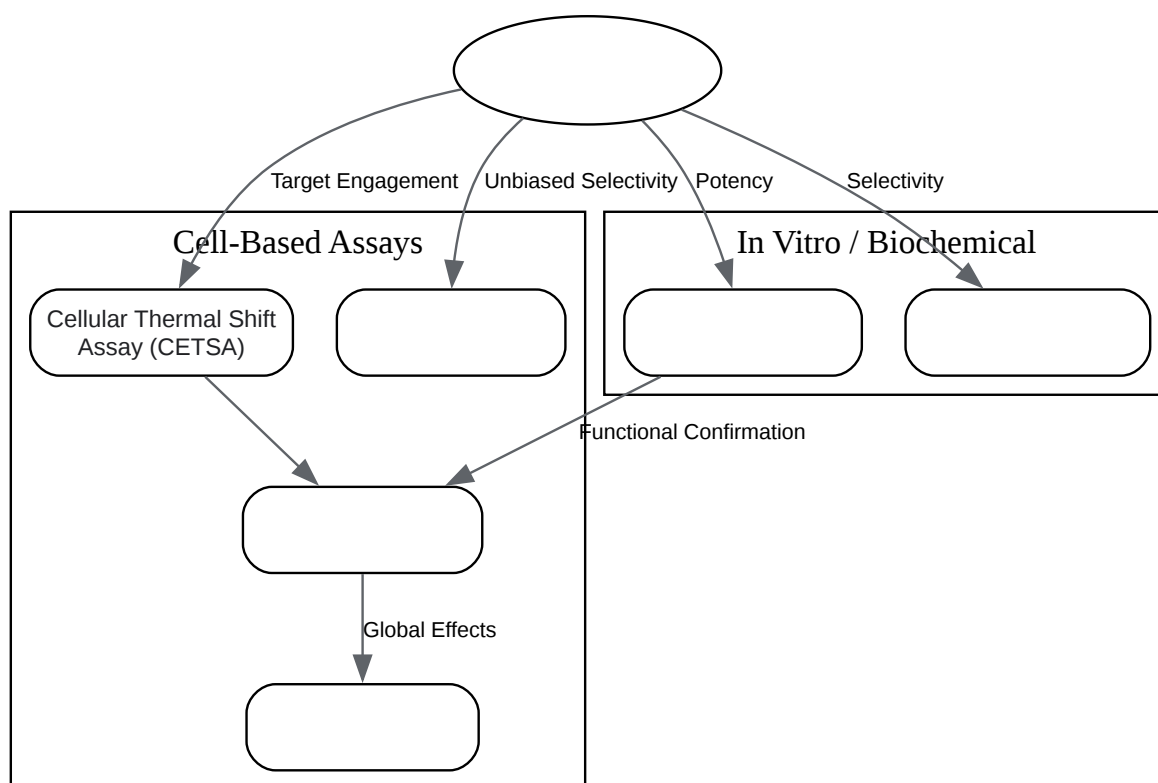 Target Engagement
Unbiased Selectivity
Potency
Selectivity
Cell-Based Assays
In Vitro / Biochemical
Cellular Thermal Shift
Assay (CETSA)
Functional Confirmation
Global Effects